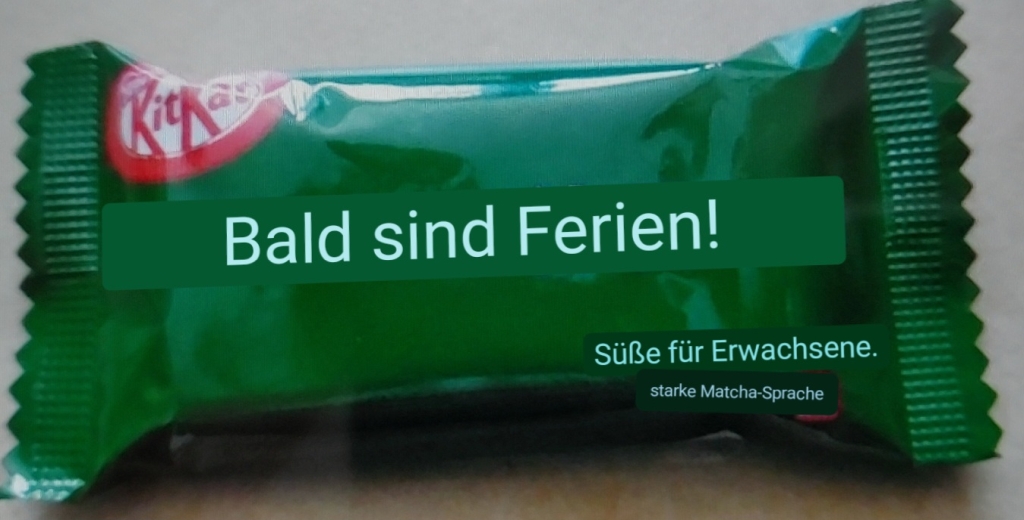 KitKat
Bald sind Ferien!
Süße für Erwachsene.
starke Matcha-Sprache